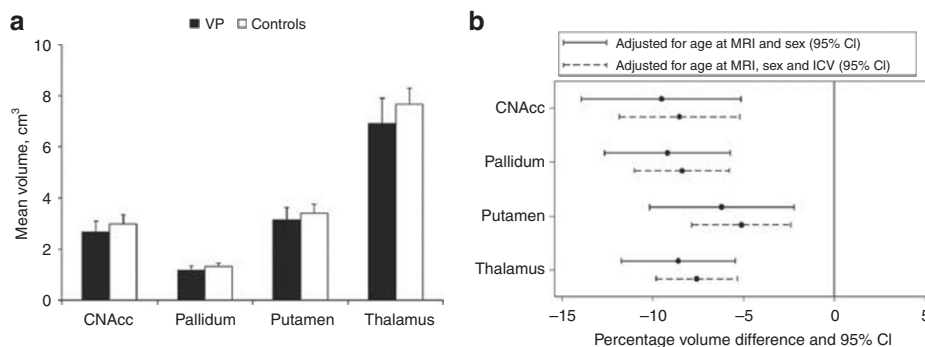 a
VP Controls
10
8
6
4
2
0
Mean volume, cm³
CNAcc Pallidum Putamen Thalamus
b
Adjusted for age at MRI and sex (95% CI)
Adjusted for age at MRI, sex and ICV (95% CI)
CNAcc
Pallidum
Putamen
Thalamus
−15 −10 −5 0 5
Percentage volume difference and 95% CI